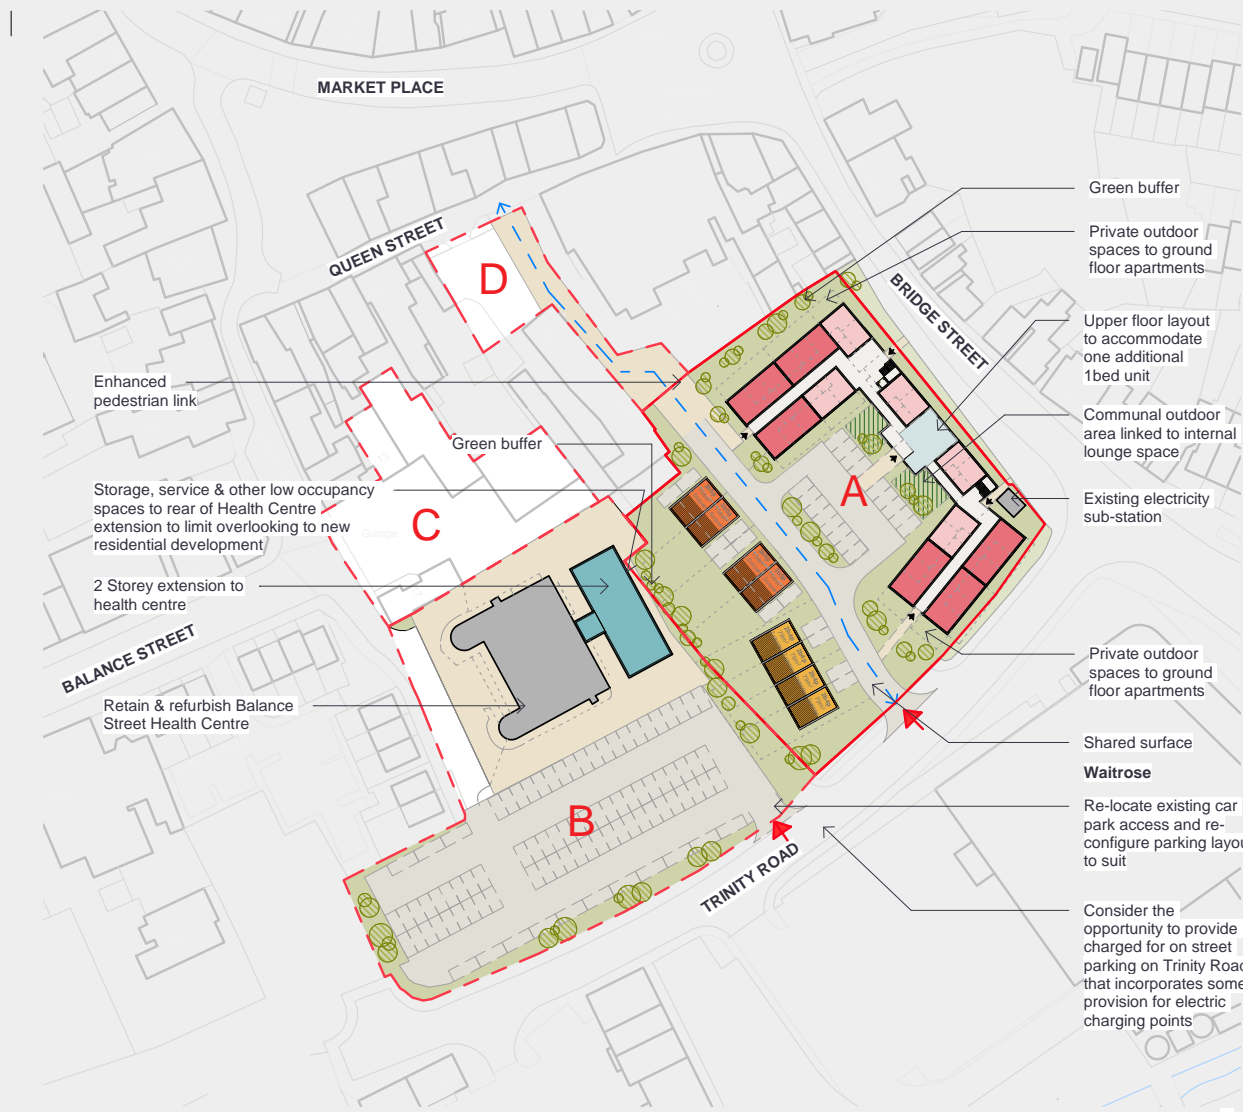 MARKET PLACE
QUEEN STREET
BRIDGE STREET
D
Green buffer
Private outdoor
spaces to ground
floor apartments
Upper floor layout
to accommodate
one additional
1bed unit
Communal outdoor
area linked to internal
lounge space
Existing electricity
sub-station
Enhanced
pedestrian link
Green buffer
Storage, service & other low occupancy
spaces to rear of Health Centre
extension to limit overlooking to new
residential development
2 Storey extension to
health centre
A
C
Garage
BALANCE STREET
Retain & refurbish Balance
Street Health Centre
Private outdoor
spaces to ground
floor apartments
Shared surface
Waitrose
Re-locate existing car
park access and re-
configure parking layou
to suit
B
TRINITY ROAD
Consider the
opportunity to provide
charged for on street
parking on Trinity Road
that incorporates some
provision for electric
charging points